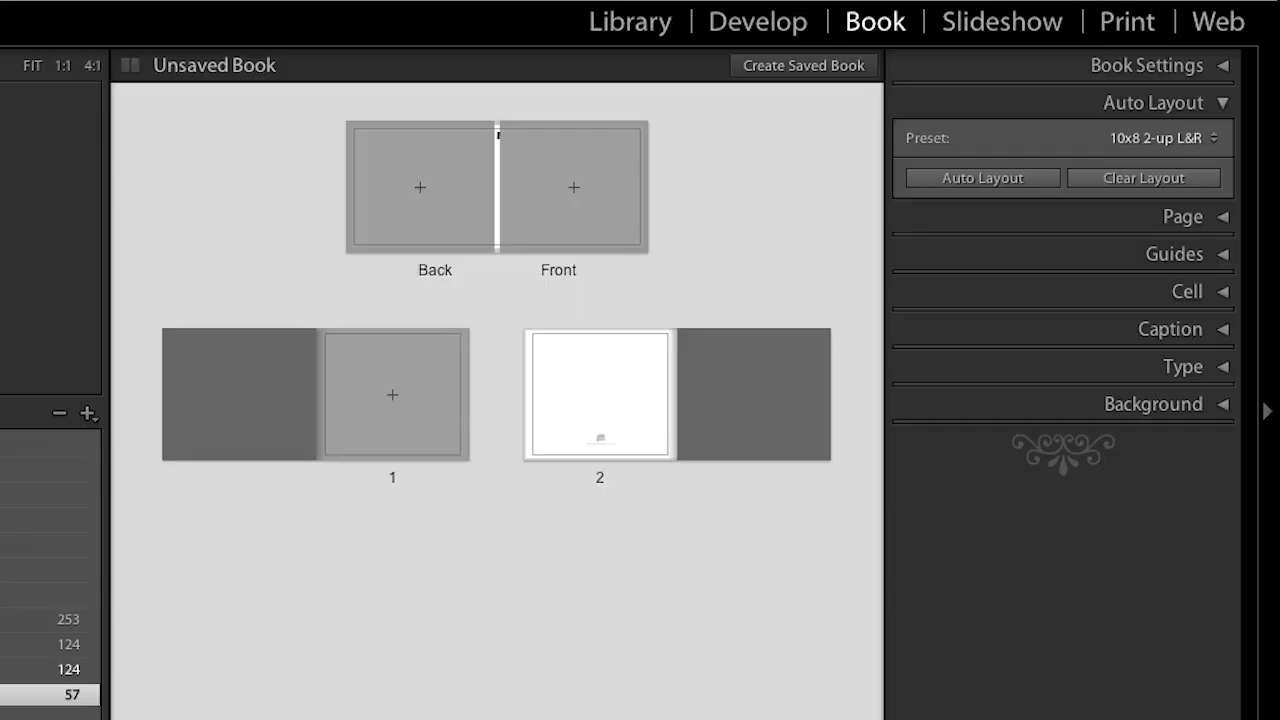 Library | Develop | Book | Slideshow | Print | Web
FIT 1:1 4:1
Unsaved Book
Create Saved Book
Book Settings
Auto Layout
Preset: 10x8 2-up L&R
Auto Layout Clear Layout
Page
Guides
Cell
Caption
Type
Background
Back Front
1 2
253
124
124
57